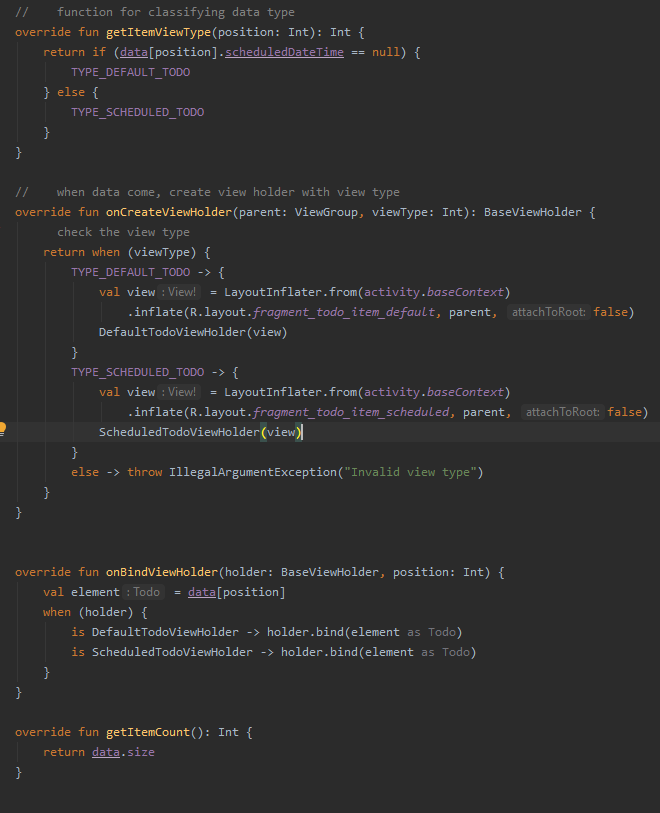 //    function for classifying data type
override fun getItemViewType(position: Int): Int {
    return if (data[position].scheduledDateTime == null) {
        TYPE_DEFAULT_TODO
    } else {
        TYPE_SCHEDULED_TODO
    }
}
//    when data come, create view holder with view type
override fun onCreateViewHolder(parent: ViewGroup, viewType: Int): BaseViewHolder {
      check the view type
    return when (viewType) {
        TYPE_DEFAULT_TODO -> {
            val view : View! = LayoutInflater.from(activity.baseContext)
                .inflate(R.layout.fragment_todo_item_default, parent, attachToRoot: false)
            DefaultTodoViewHolder(view)
        }
        TYPE_SCHEDULED_TODO -> {
            val view : View! = LayoutInflater.from(activity.baseContext)
                .inflate(R.layout.fragment_todo_item_scheduled, parent, attachToRoot: false)
            ScheduledTodoViewHolder(view)
        }
        else -> throw IllegalArgumentException("Invalid view type")
    }
}
override fun onBindViewHolder(holder: BaseViewHolder, position: Int) {
    val element : Todo = data[position]
    when (holder) {
        is DefaultTodoViewHolder -> holder.bind(element as Todo)
        is ScheduledTodoViewHolder -> holder.bind(element as Todo)
    }
}
override fun getItemCount(): Int {
    return data.size
}